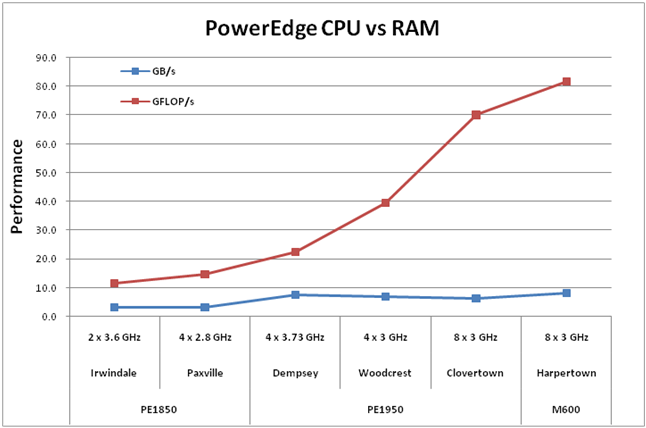 PowerEdge CPU vs RAM
90.0
80.0
70.0
60.0
50.0
40.0
30.0
20.0
10.0
0.0
Performance
GB/s
GFLOP/s
2 x 3.6 GHz 4 x 2.8 GHz 4 x 3.73 GHz 4 x 3 GHz 8 x 3 GHz 8 x 3 GHz
Irwindale Paxville Dempsey Woodcrest Clovertown Harpertown
PE1850 PE1950 M600